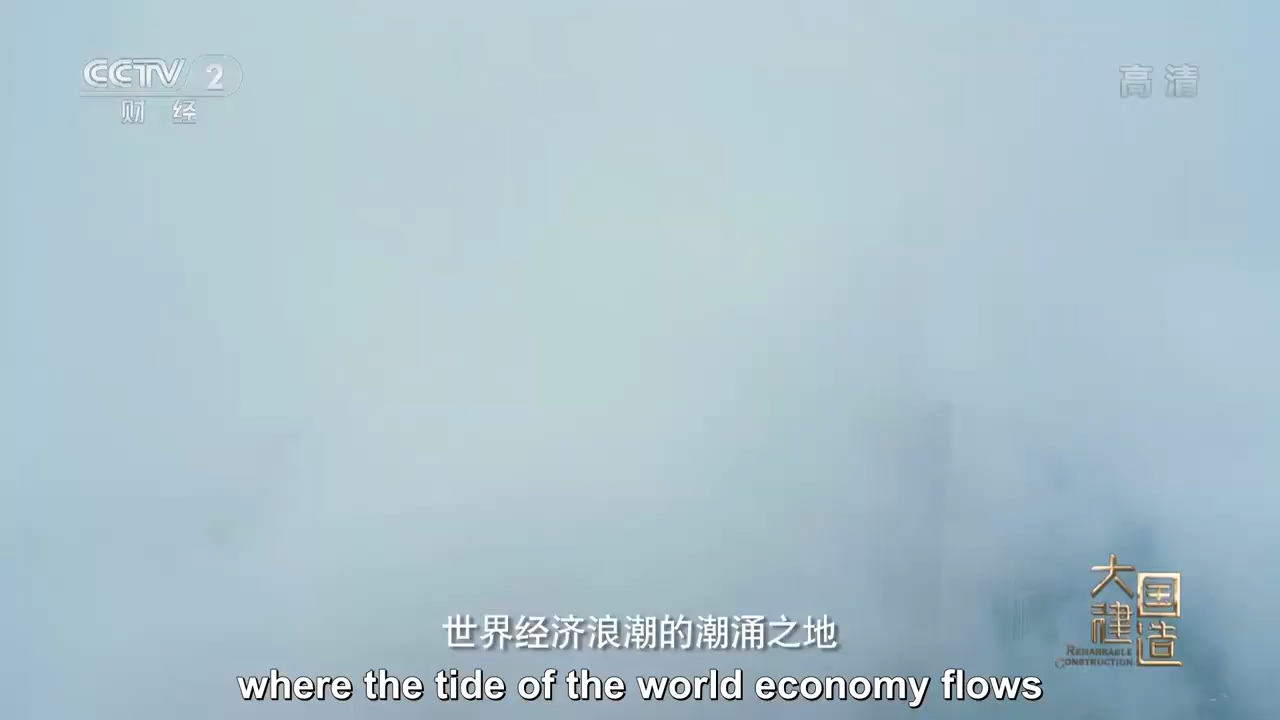 CCTV 2
财经
高清
世界经济浪潮的潮涌之地
where the tide of the world economy flows
大国建造
REMARKABLE
CONSTRUCTION